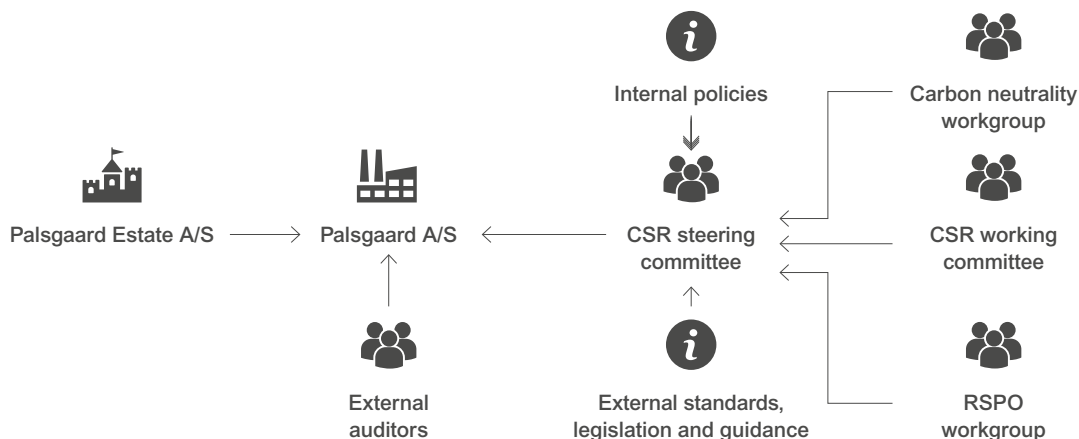 Internal policies
Carbon neutrality
workgroup
Palsgaard Estate A/S
Palsgaard A/S
CSR steering
committee
CSR working
committee
External
auditors
External standards,
legislation and guidance
RSPO
workgroup